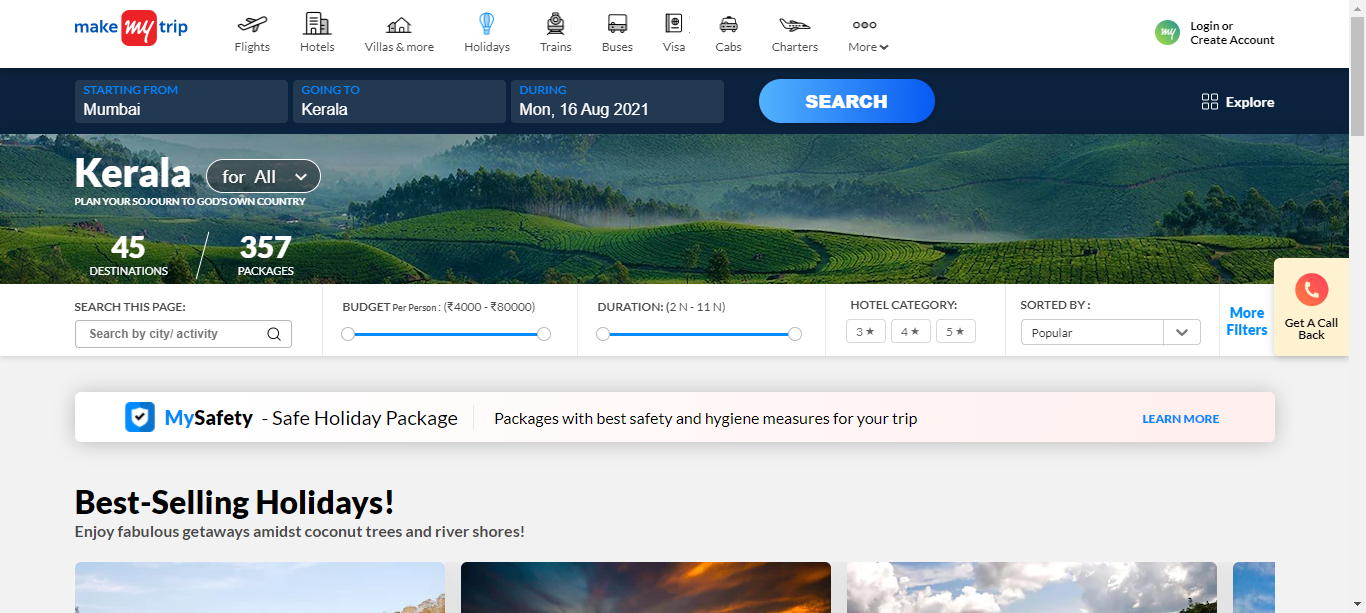 make my trip
Flights
Hotels
Villas & more
Holidays
Trains
Buses
Visa
Cabs
Charters
More
my
Login or
Create Account
STARTING FROM
Mumbai
GOING TO
Kerala
DURING
Mon, 16 Aug 2021
SEARCH
Explore
Kerala
for All
PLAN YOUR SOJOURN TO GOD'S OWN COUNTRY
45
DESTINATIONS
357
PACKAGES
SEARCH THIS PAGE:
Search by city/ activity
BUDGET Per Person : (₹4000 - ₹80000)
DURATION: (2 N - 11 N)
HOTEL CATEGORY:
3 ★
4 ★
5 ★
SORTED BY :
Popular
More
Filters
Get A Call
Back
MySafety - Safe Holiday Package
Packages with best safety and hygiene measures for your trip
LEARN MORE
Best-Selling Holidays!
Enjoy fabulous getaways amidst coconut trees and river shores!